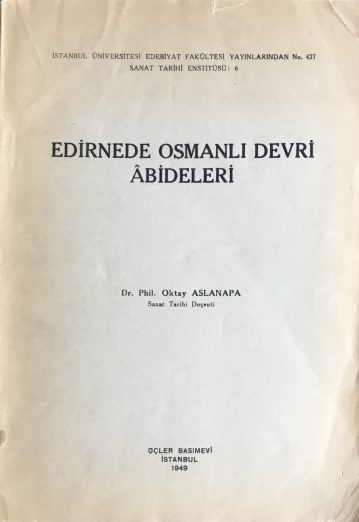 İSTANBUL ÜNİVERSİTESİ EDEBİYAT FAKÜLTESİ YAYINLARINDAN No. 427
SANAT TARİHİ ENSTİTÜSÜ: 6
EDİRNEDE OSMANLI DEVRİ
ÂBİDELERİ
Dr. Phil. Oktay ASLANAPA
Sanat Tarihi Doçenti
ÜÇLER BASIMEVİ
İSTANBUL
1949